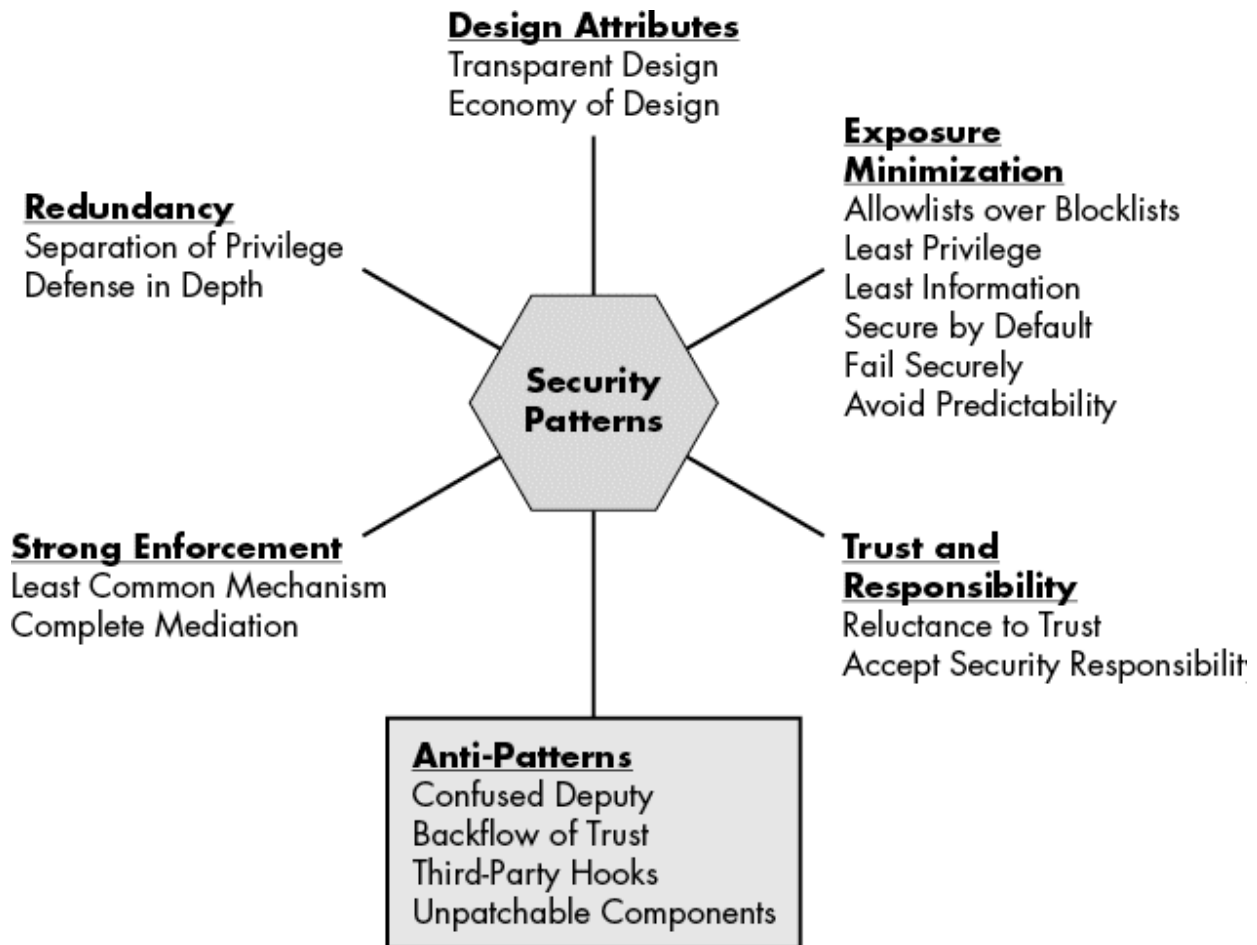 Design Attributes
Transparent Design
Economy of Design
Exposure
Minimization
Allowlists over Blocklists
Least Privilege
Least Information
Secure by Default
Fail Securely
Avoid Predictability
Redundancy
Separation of Privilege
Defense in Depth
Security
Patterns
Strong Enforcement
Least Common Mechanism
Complete Mediation
Trust and
Responsibility
Reluctance to Trust
Accept Security Responsibility
Anti-Patterns
Confused Deputy
Backflow of Trust
Third-Party Hooks
Unpatchable Components